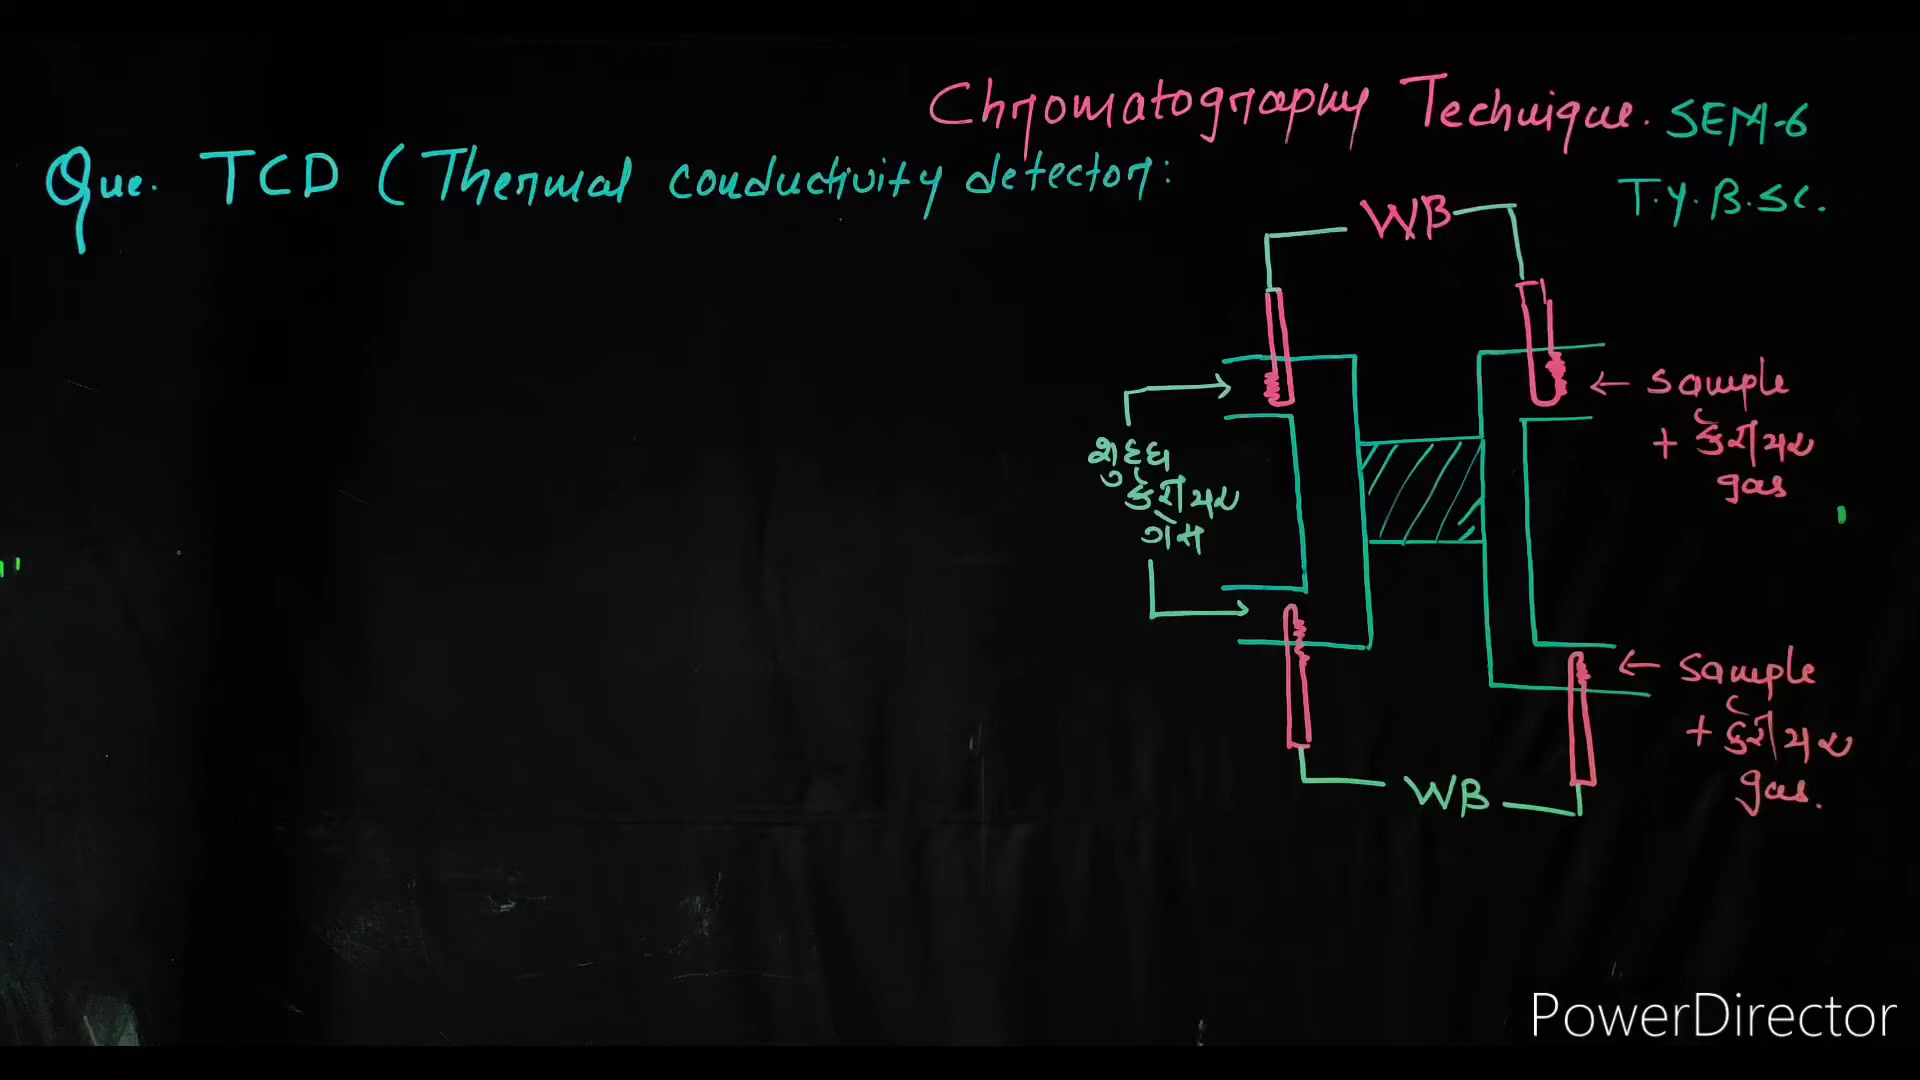 Chromatography Technique. SEM-6
T.Y.B.Sc.
Que. TCD (Thermal conductivity detector:
WB
← Sample
+ કેરીયર
gas
શુદ્ધ
કેરીયર
ગેસ
← Sample
+ કેરીયર
gas.
WB
PowerDirector